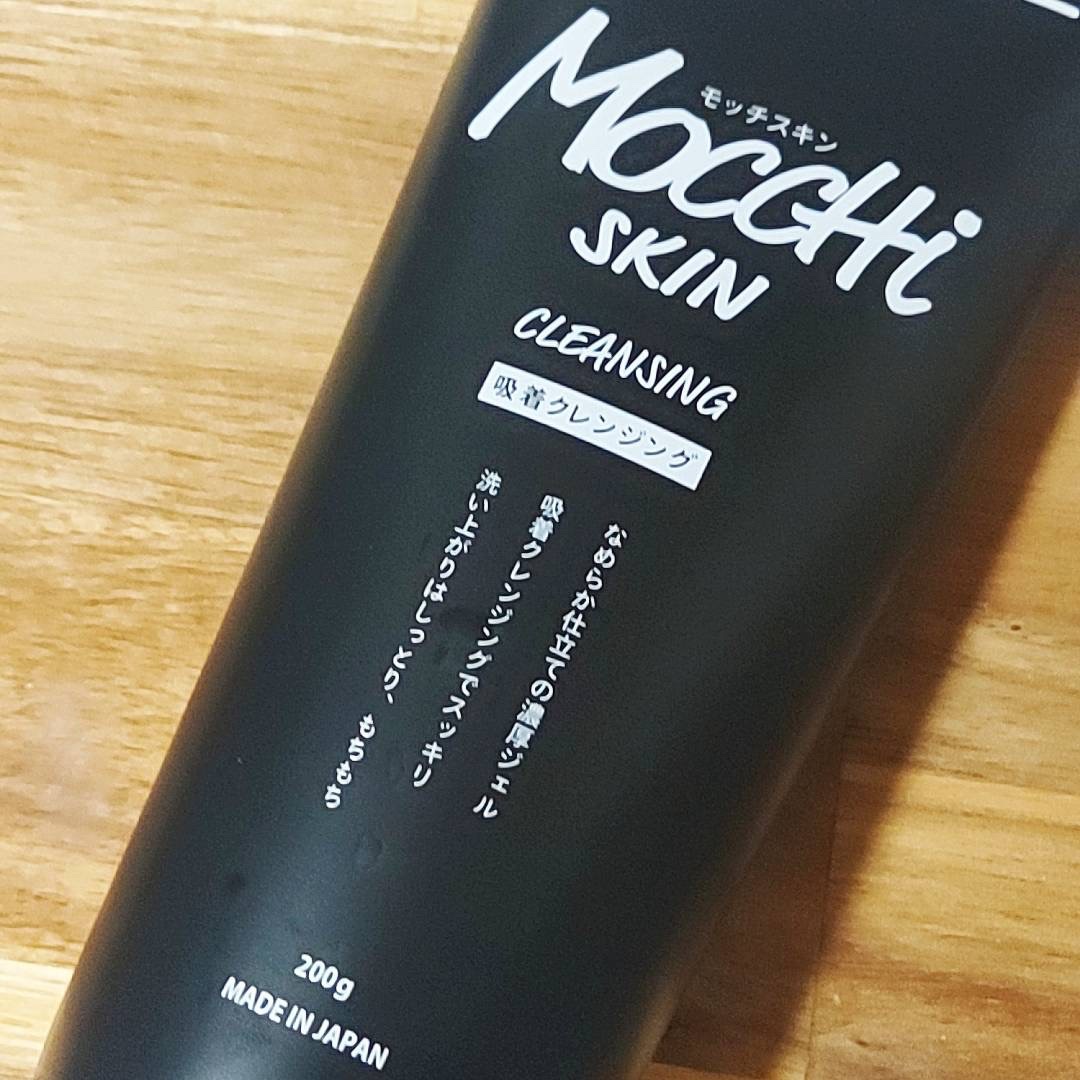 モッチスキン
MOCCHi
SKIN
CLEANSING
吸着クレンジング
なめらか仕立ての濃厚ジェル
吸着クレンジングでスッキリ
洗い上がりはしっとり、もちもち
200g
MADE IN JAPAN